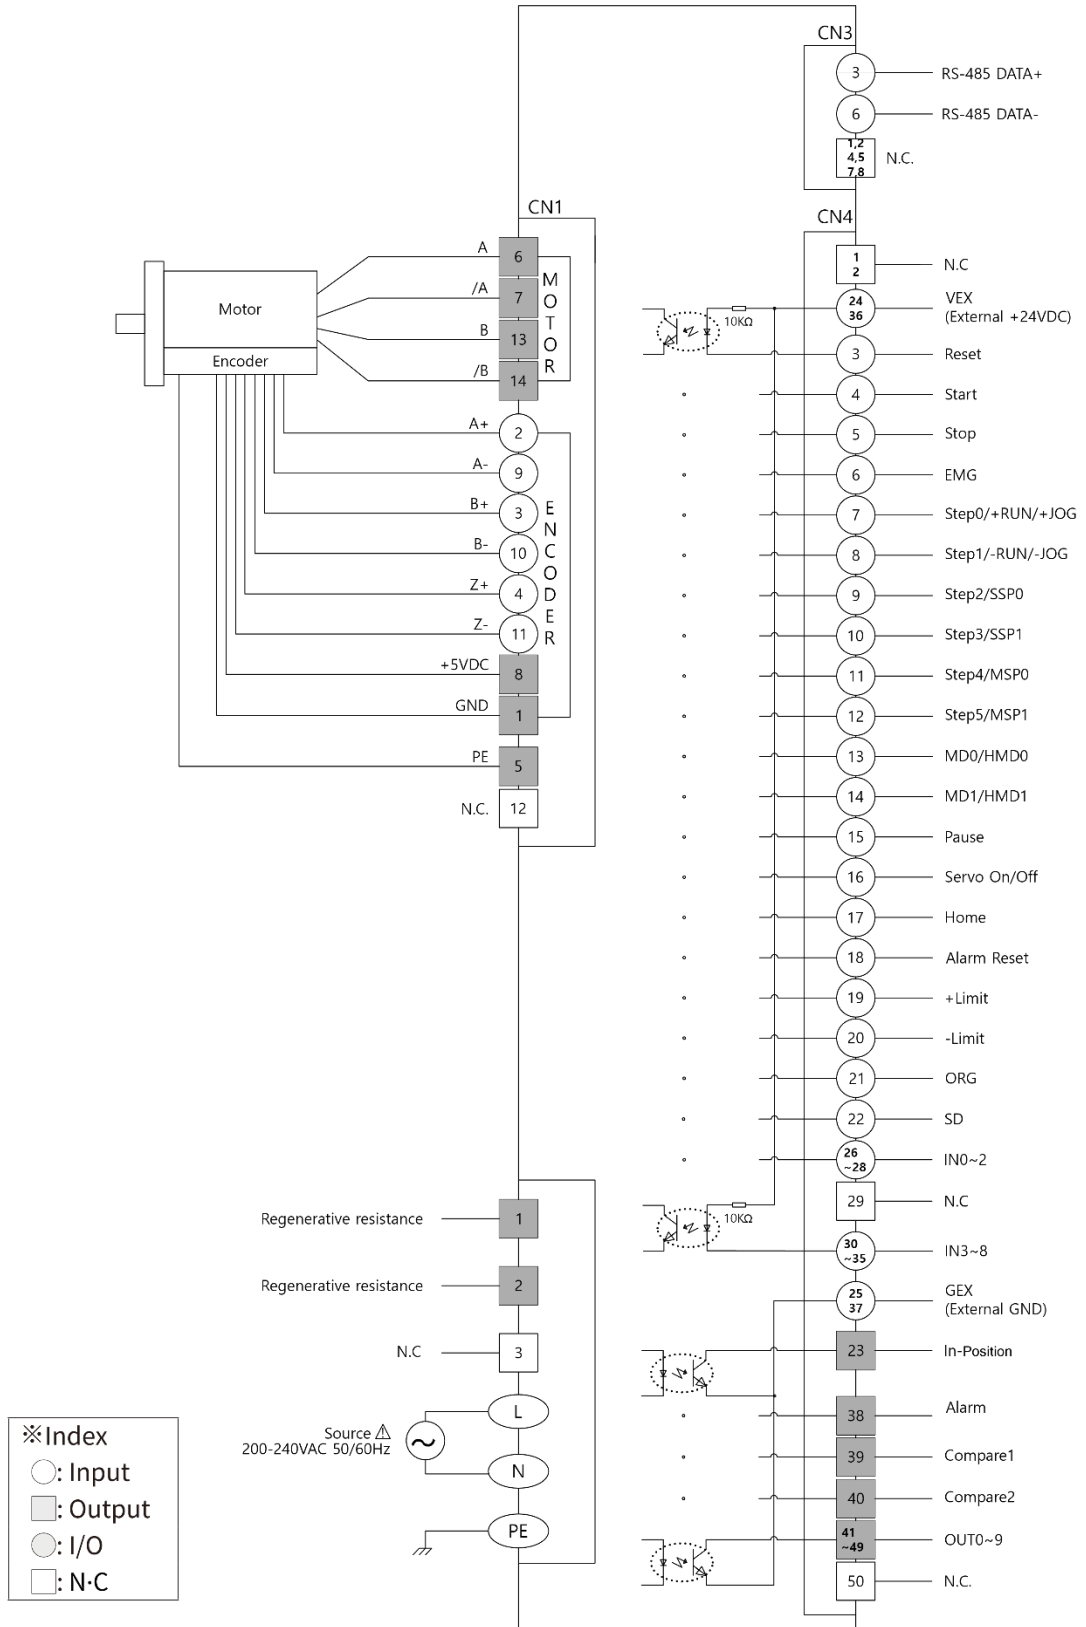 CN3
3 RS-485 DATA+
6 RS-485 DATA-
1,2
4,5 N.C.
7,8
CN1
MOTOR
Motor
Encoder
A 6
/A 7
B 13
/B 14
ENCODER
A+ 2
A- 9
B+ 3
B- 10
Z+ 4
Z- 11
+5VDC 8
GND 1
PE 5
N.C. 12
Regenerative resistance 1
Regenerative resistance 2
N.C 3
L
Source ⚠
200-240VAC 50/60Hz
N
PE
CN4
1
2
N.C
24
36
VEX
(External +24VDC)
10KΩ
3 Reset
4 Start
5 Stop
6 EMG
7 Step0/+RUN/+JOG
8 Step1/-RUN/-JOG
9 Step2/SSP0
10 Step3/SSP1
11 Step4/MSP0
12 Step5/MSP1
13 MD0/HMD0
14 MD1/HMD1
15 Pause
16 Servo On/Off
17 Home
18 Alarm Reset
19 +Limit
20 -Limit
21 ORG
22 SD
26
~28
IN0~2
29 N.C
10KΩ
30
~35
IN3~8
25
37
GEX
(External GND)
23 In-Position
38 Alarm
39 Compare1
40 Compare2
41
~49
OUT0~9
50 N.C.
※Index
: Input
: Output
: I/O
: N·C